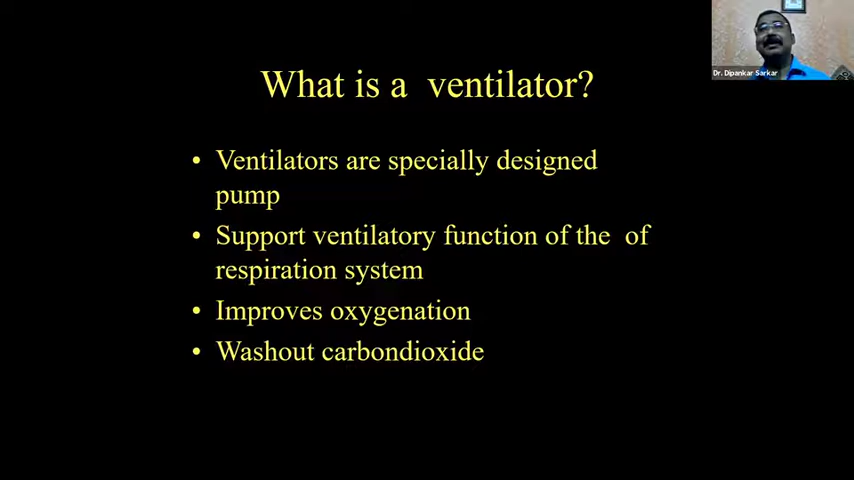 What is a ventilator?
Dr. Dipankar Sarkar
• Ventilators are specially designed
pump
• Support ventilatory function of the of
respiration system
• Improves oxygenation
• Washout carbondioxide